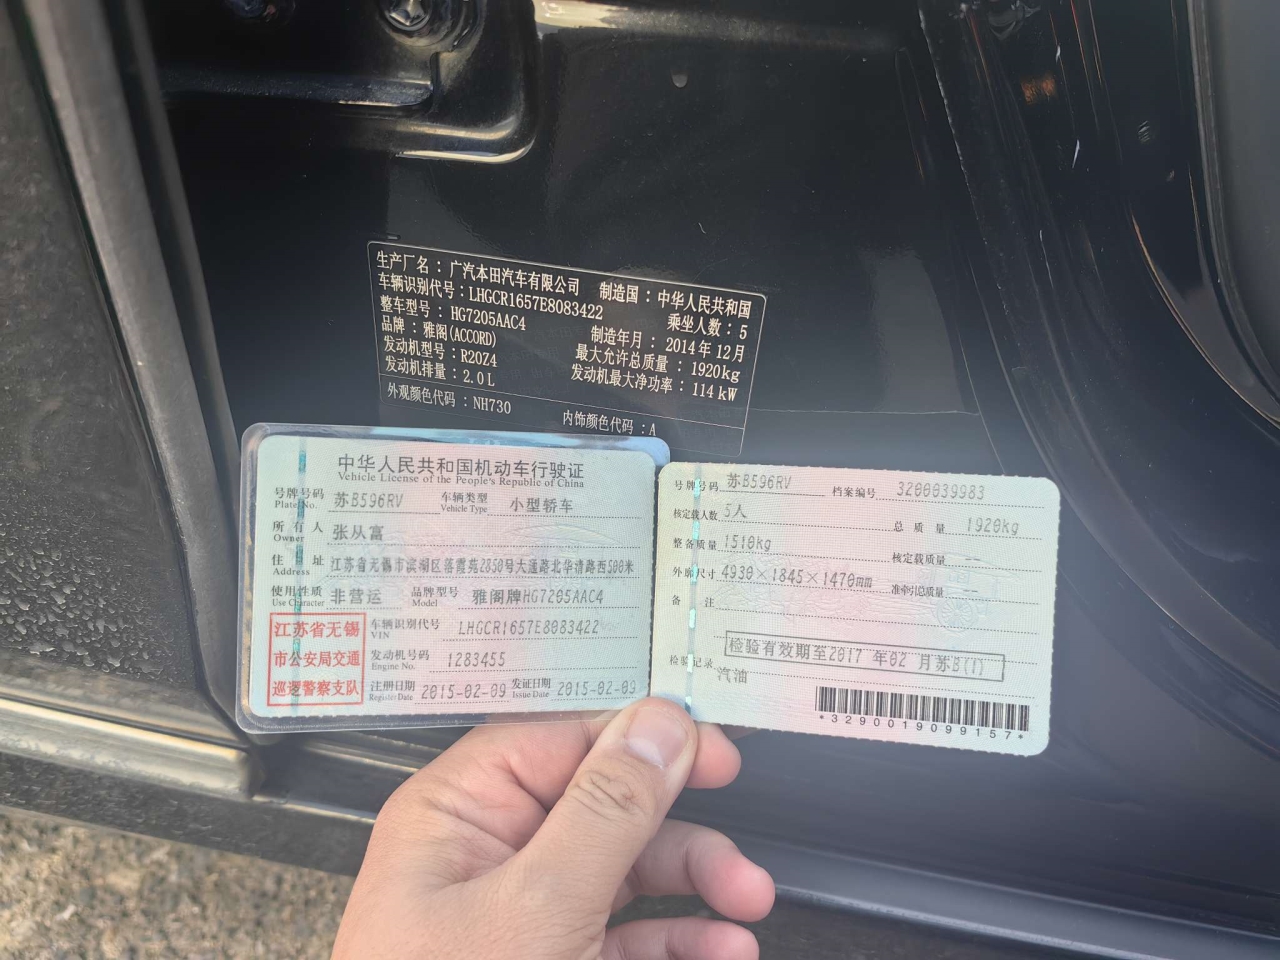 生产厂名：广汽本田汽车有限公司 制造国：中华人民共和国
车辆识别代号：LHGCR1657E8083422 乘坐人数：5
整车型号：HG7205AAC4 制造年月：2014年12月
品牌：雅阁(ACCORD) 最大允许总质量：1920kg
发动机型号：R20Z4 发动机最大净功率：114kW
发动机排量：2.0L
外观颜色代码：NH730 内饰颜色代码：A
中华人民共和国机动车行驶证
Vehicle License of the People's Republic of China
号牌号码 苏B596RV 车辆类型 小型轿车
Plate No. Vehicle Type
所有人 张从富
Owner
住址 江苏省无锡市滨湖区落霞苑2850号大通路北华清路西500米
Address
使用性质 非营运 品牌型号 雅阁牌HG7205AAC4
Use Character Model
江苏省无锡
市公安局交通
巡逻警察支队
车辆识别代号 LHGCR1657E8083422
VIN
发动机号码 1283455
Engine No.
注册日期 2015-02-09 发证日期 2015-02-09
Register Date Issue Date
号牌号码 苏B596RV 档案编号 3200039983
核定载人数 5人 总质量 1920kg
整备质量 1510kg 核定载质量 --
外廓尺寸 4930×1845×1470mm 准牵引总质量 --
备注
检验有效期至2017年02月苏B(1)
检验记录
汽油
*3290019099157*